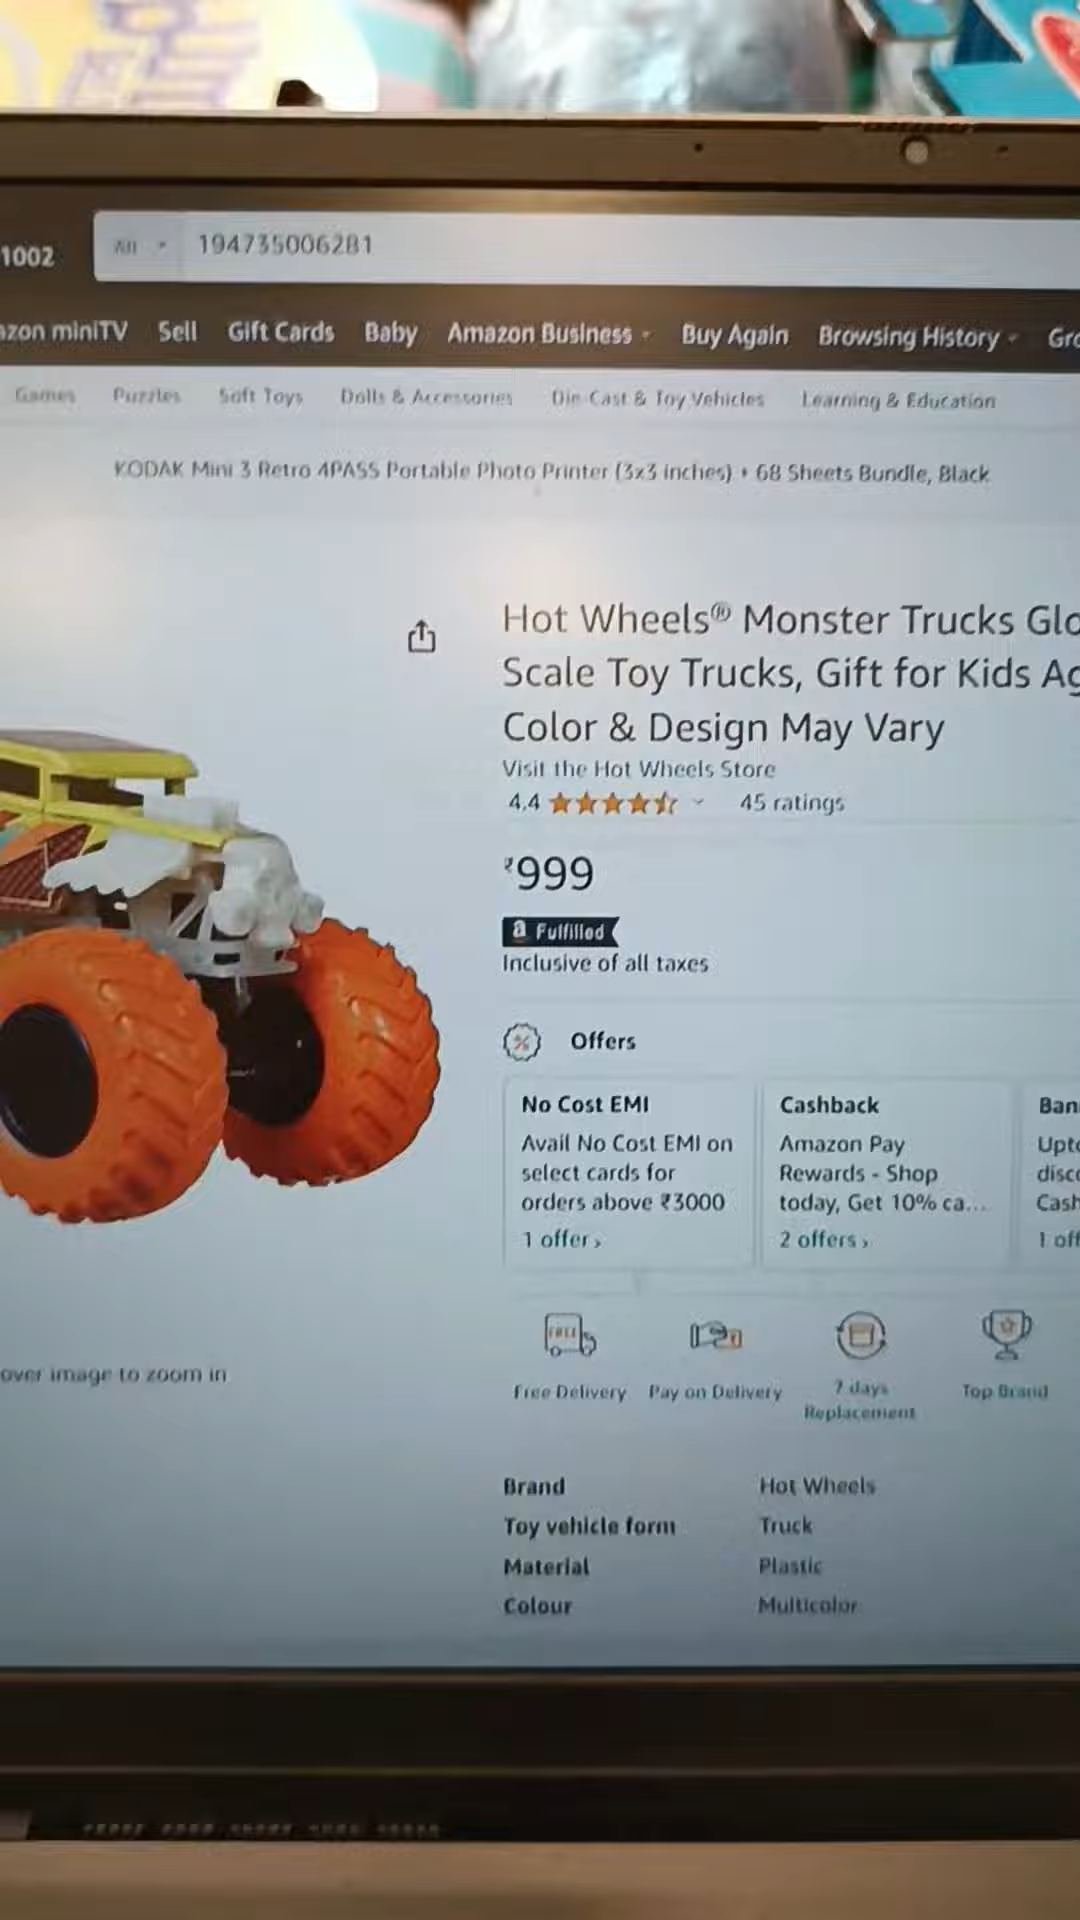 1002
All
194735006281
azon miniTV Sell Gift Cards Baby Amazon Business Buy Again Browsing History Gro
Games Puzzles Soft Toys Dolls & Accessories Die-Cast & Toy Vehicles Learning & Education
KODAK Mini 3 Retro 4PASS Portable Photo Printer (3x3 inches) + 68 Sheets Bundle, Black
Hot Wheels® Monster Trucks Glo
Scale Toy Trucks, Gift for Kids Ag
Color & Design May Vary
Visit the Hot Wheels Store
4.4 45 ratings
₹999
a Fulfilled
Inclusive of all taxes
Offers
No Cost EMI
Avail No Cost EMI on
select cards for
orders above ₹3000
1 offer ›
Cashback
Amazon Pay
Rewards - Shop
today, Get 10% ca...
2 offers ›
Ban
Upto
disco
Cash
1 off
over image to zoom in
FREE
Free Delivery
Pay on Delivery
7 days
Replacement
Top Brand
Brand Hot Wheels
Toy vehicle form Truck
Material Plastic
Colour Multicolor